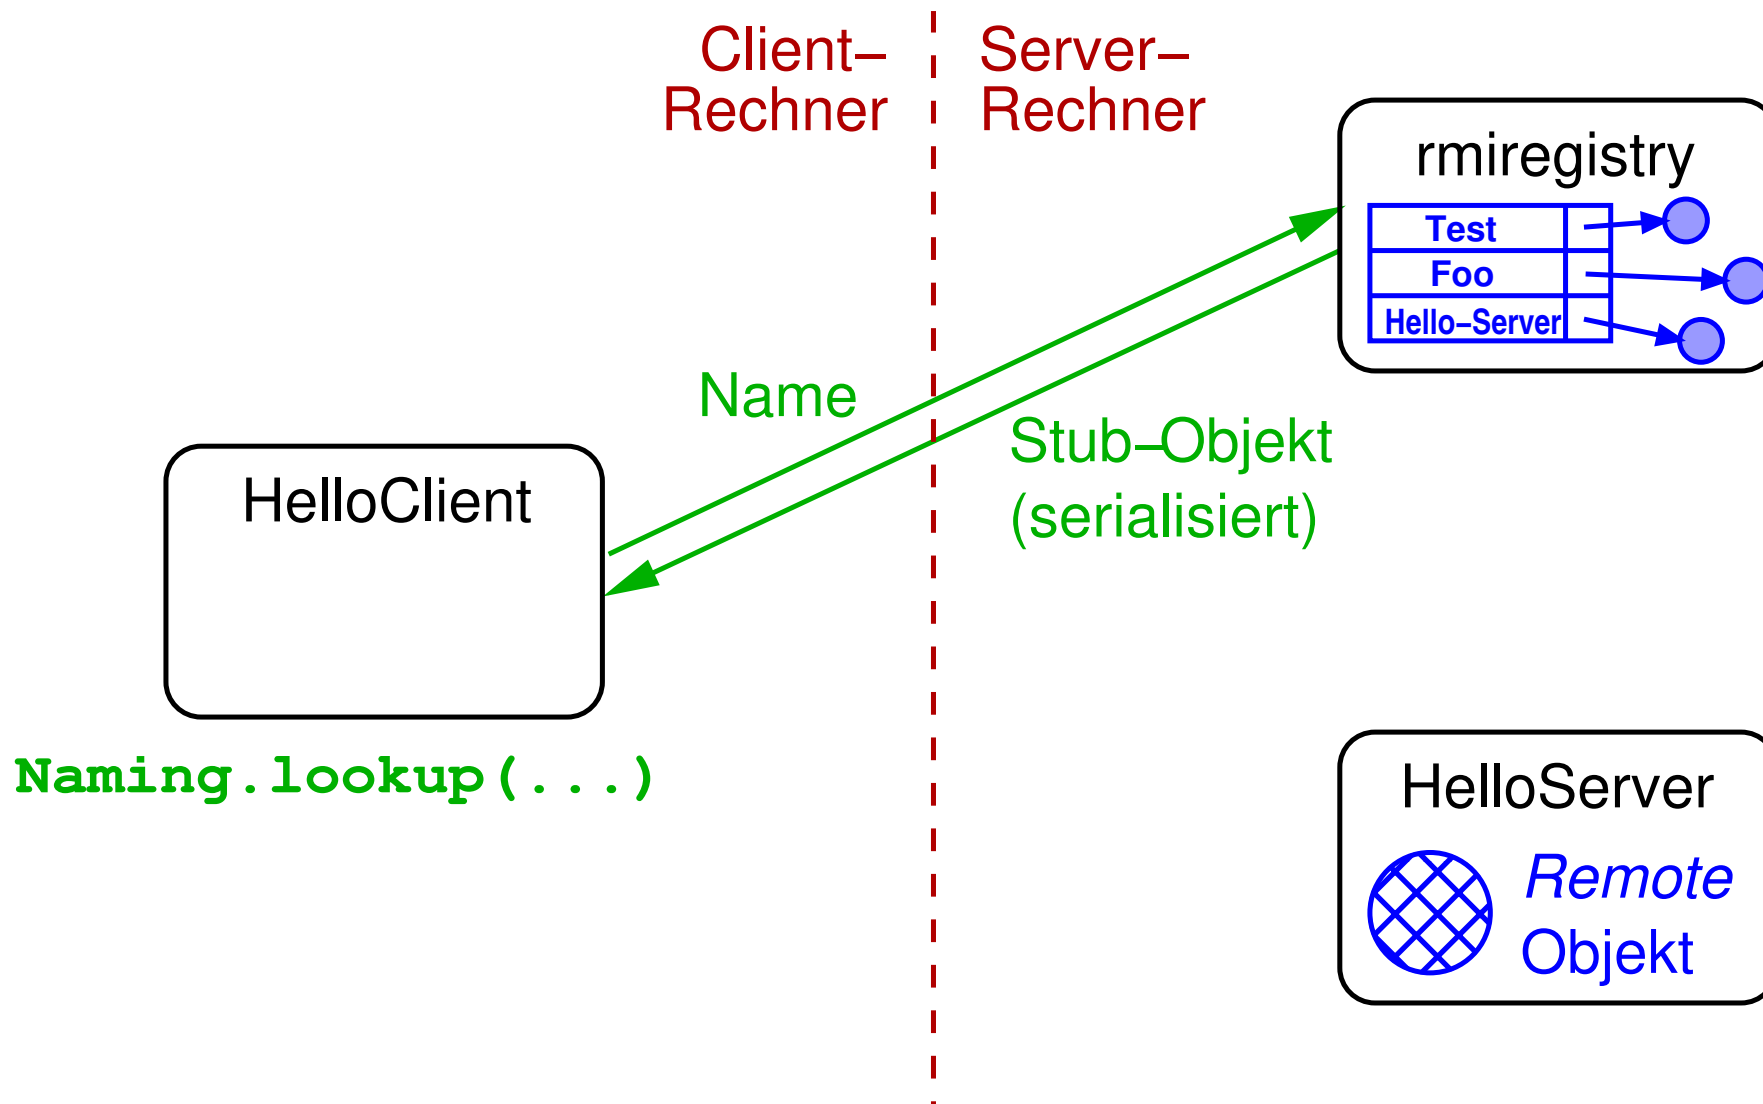 Client–
Rechner
Server–
Rechner
rmiregistry
Test
Foo
Hello–Server
Name
Stub–Objekt
(serialisiert)
HelloClient
Naming.lookup(...)
HelloServer
Remote
Objekt